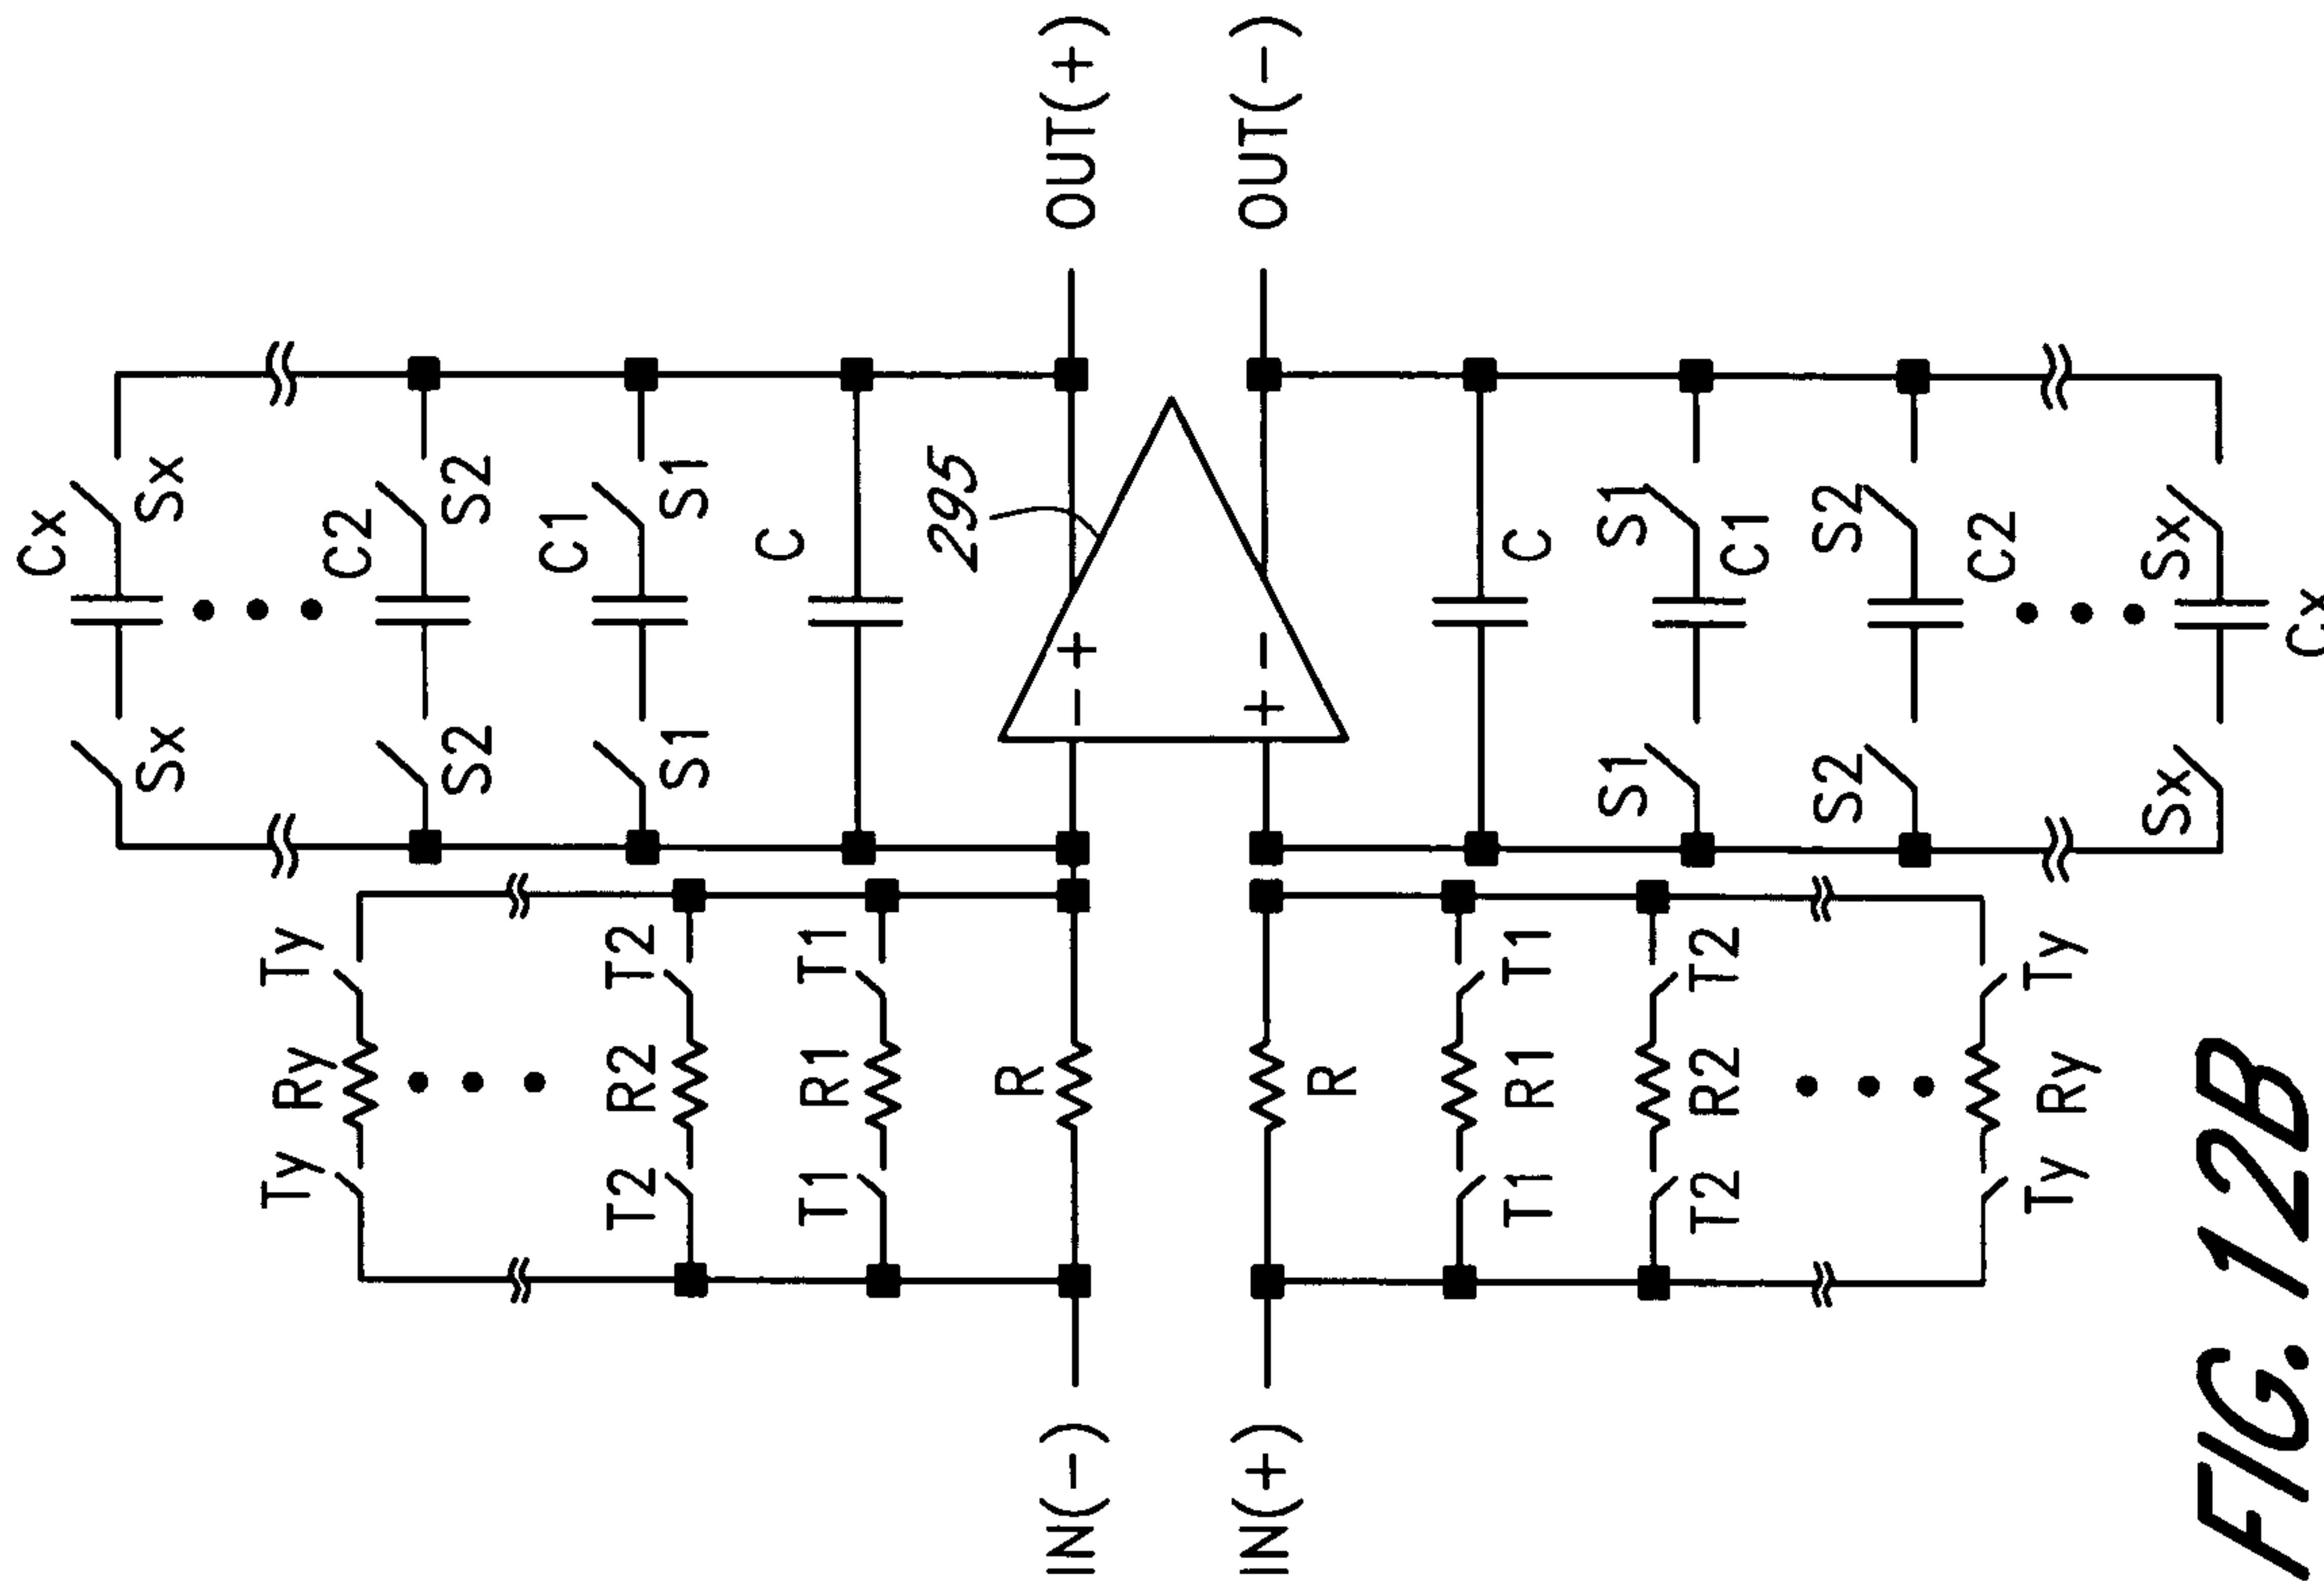 Cx
Sx Sx
Ty Ry Ty
C2
S2 S2
C1
T2 R2 T2
S1 S1
C
T1 R1 T1
295
R
IN(-) - + OUT(+)
IN(+) + - OUT(-)
R
T1 R1 T1
C
S1 S1
T2 R2 T2
C1
S2 S2
C2
Ty Ry Ty
Sx Sx
Cx
FIG. 12B